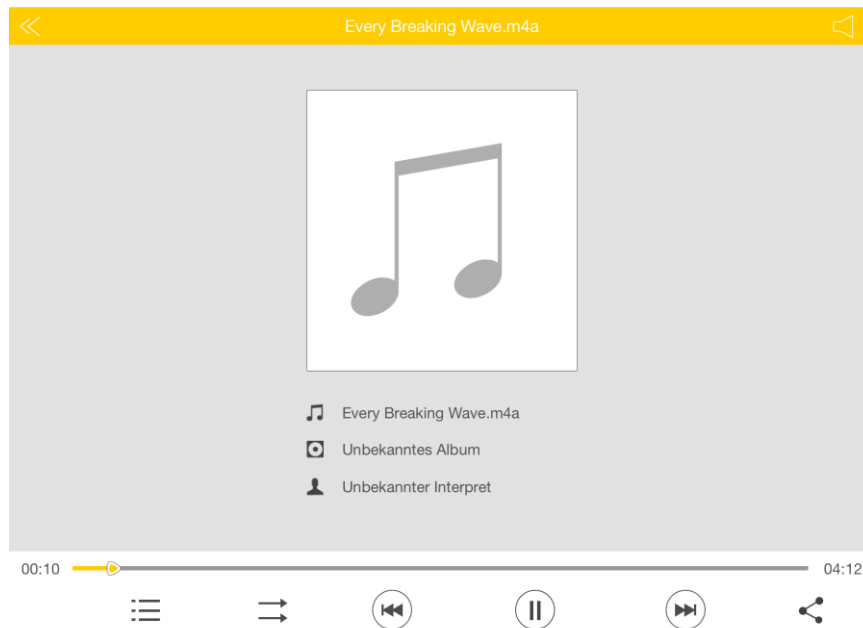 Every Breaking Wave.m4a
Every Breaking Wave.m4a
Unbekanntes Album
Unbekannter Interpret
00:10 04:12